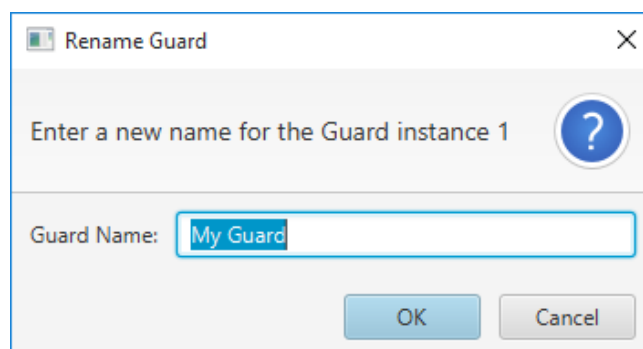 Rename Guard
Enter a new name for the Guard instance 1
?
Guard Name: My Guard
OK Cancel